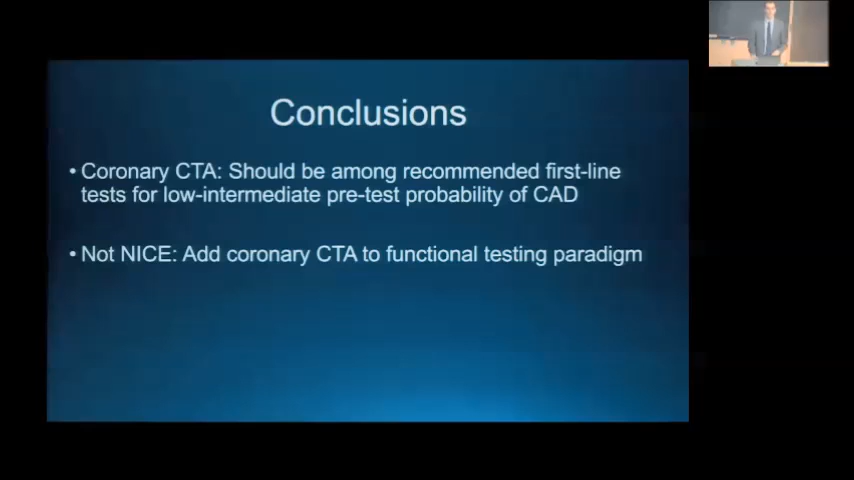 Conclusions
• Coronary CTA: Should be among recommended first-line
tests for low-intermediate pre-test probability of CAD
• Not NICE: Add coronary CTA to functional testing paradigm